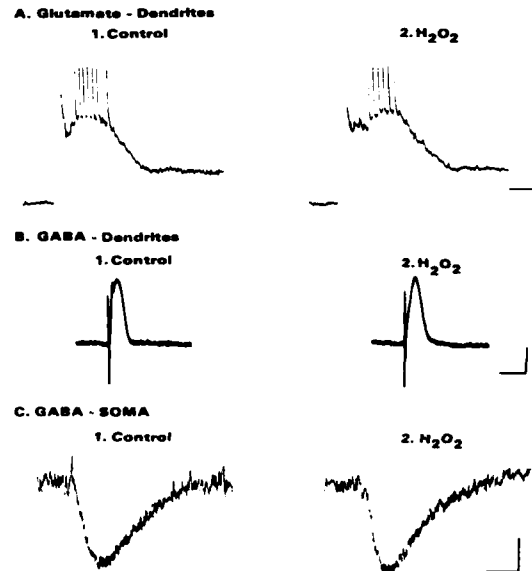 A. Glutamate - Dendrites
1. Control 2. H₂O₂
B. GABA - Dendrites
1. Control 2. H₂O₂
C. GABA - SOMA
1. Control 2. H₂O₂